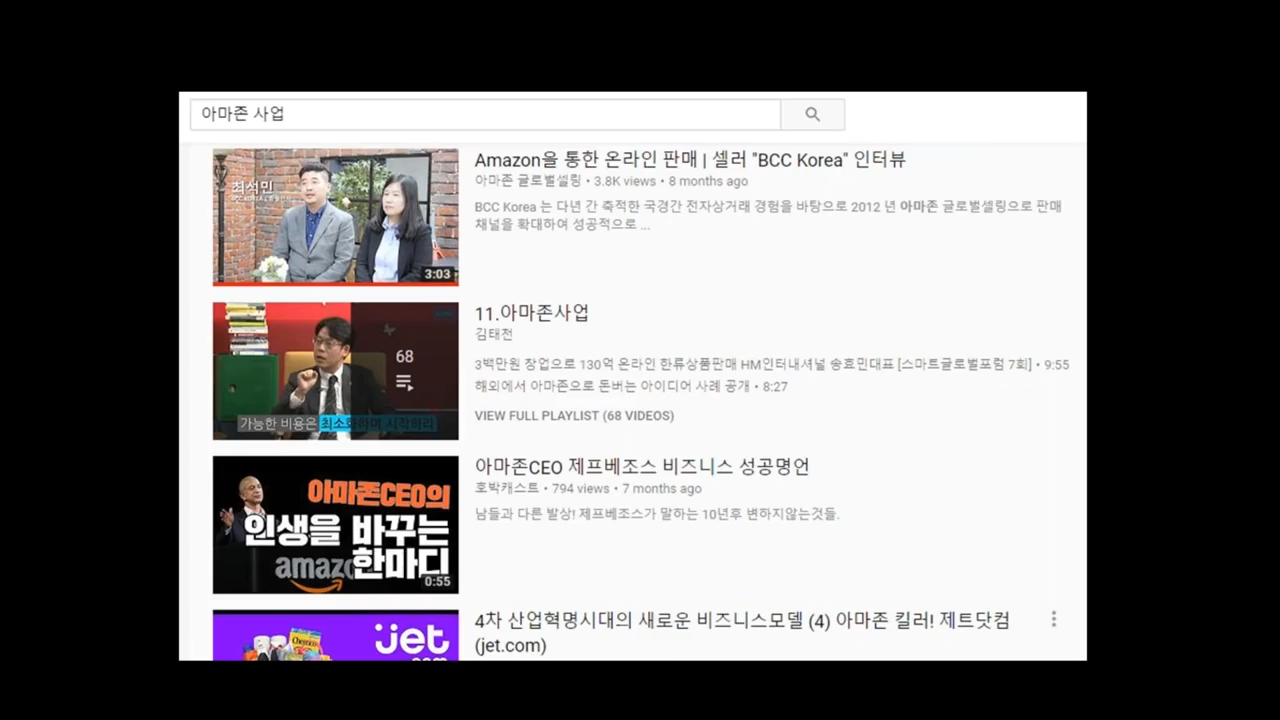 아마존 사업
Amazon을 통한 온라인 판매 | 셀러 "BCC Korea" 인터뷰
아마존 글로벌셀링 • 3.8K views • 8 months ago
BCC Korea 는 다년 간 축적한 국경간 전자상거래 경험을 바탕으로 2012 년 아마존 글로벌셀링으로 판매
채널을 확대하여 성공적으로 ...
최석민
3:03
11.아마존사업
김태천
3백만원 창업으로 130억 온라인 한류상품판매 HM인터내셔널 송효민대표 [스마트글로벌포럼 7회] • 9:55
해외에서 아마존으로 돈버는 아이디어 사례 공개 • 8:27
VIEW FULL PLAYLIST (68 VIDEOS)
68
가능한 비용은 최소화하며 시작하라
아마존CEO 제프베조스 비즈니스 성공명언
호박캐스트 • 794 views • 7 months ago
남들과 다른 발상! 제프베조스가 말하는 10년후 변하지않는것들.
아마존CEO의
인생을 바꾸는
한마디
amazo
0:55
4차 산업혁명시대의 새로운 비즈니스모델 (4) 아마존 킬러! 제트닷컴
(jet.com)
jet